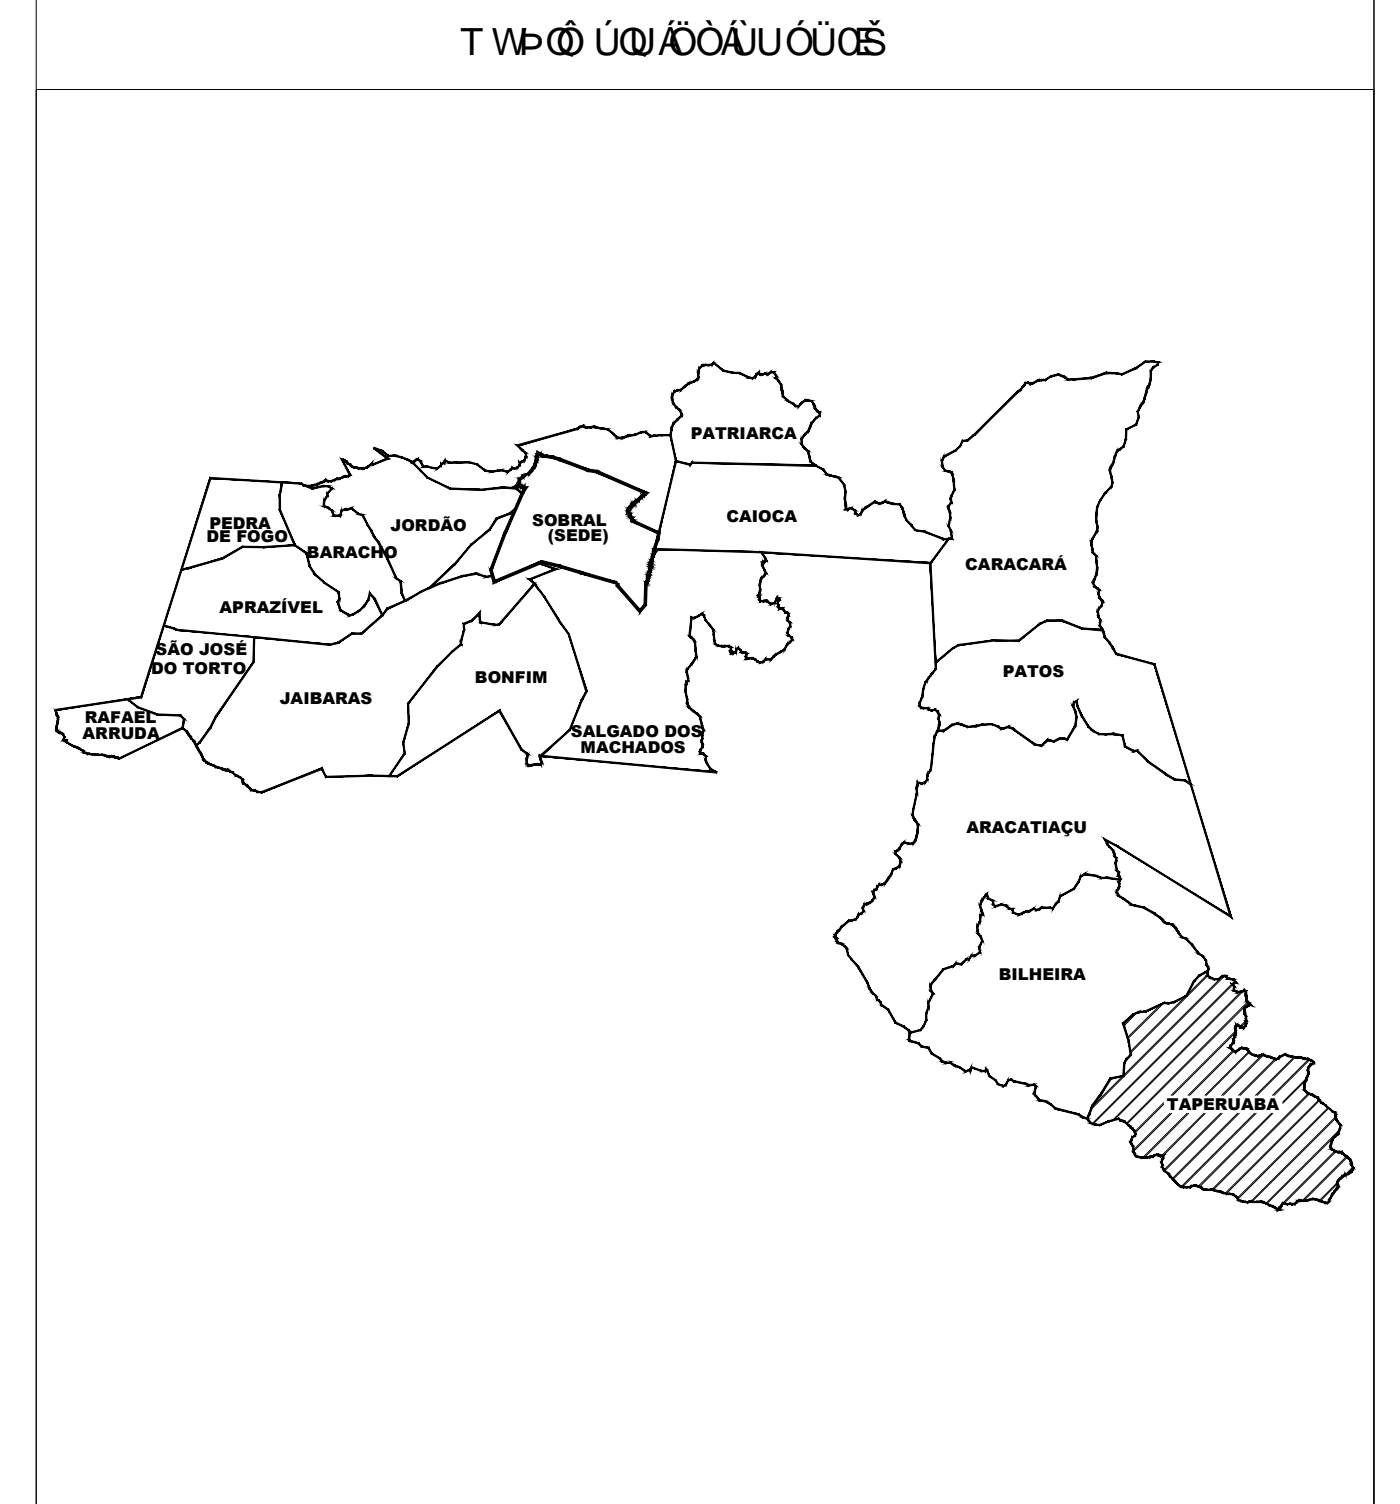 PATRIARCA
CAIOCA
SOBRAL
(SEDE)
JORDÃO
PEDRA
DE FOGO
BARACHO
CARACARÁ
APRAZÍVEL
SÃO JOSÉ
DO TORTO
PATOS
BONFIM
JAIBARAS
RAFAEL
ARRUDA
SALGADO DOS
MACHADOS
ARACATIAÇU
BILHEIRA
TAPERUABA